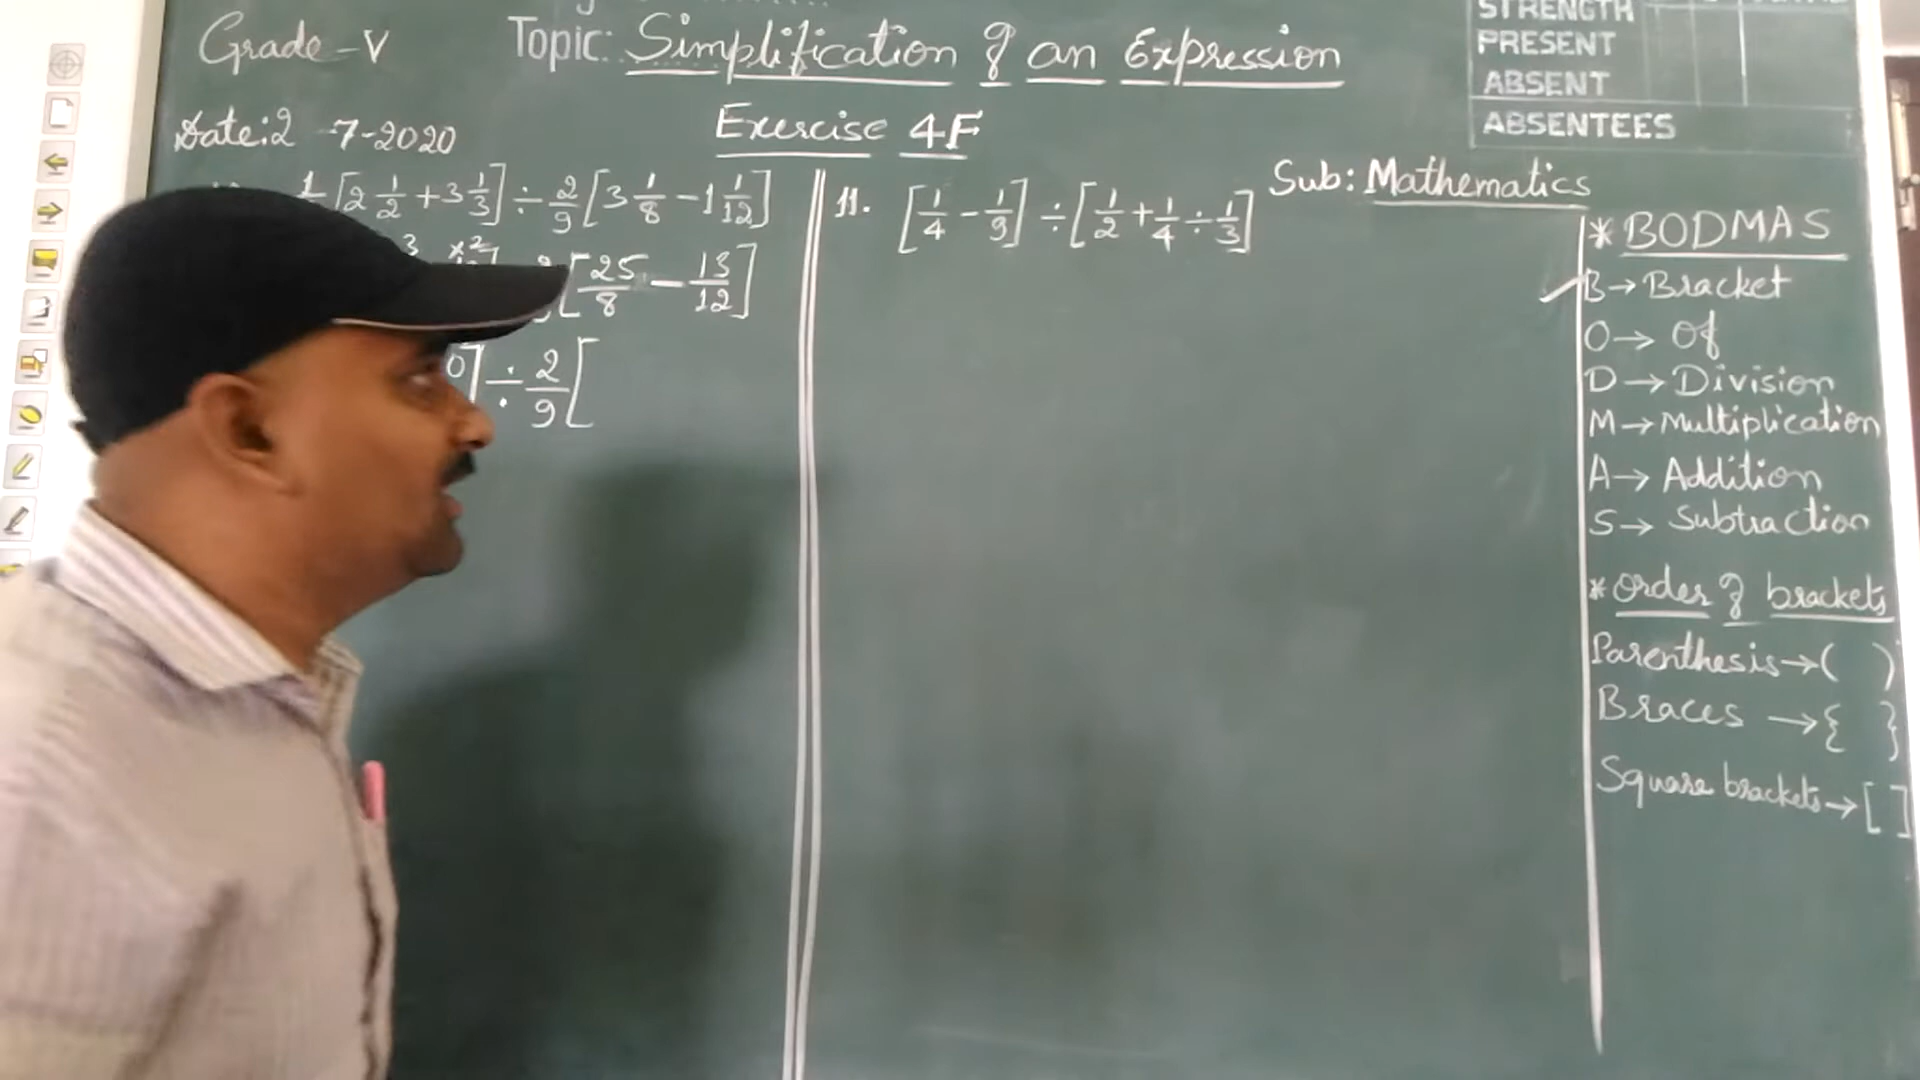 Grade - V
Topic: Simplification of an Expression
STRENGTH
PRESENT
ABSENT
ABSENTEES
Date: 2 7-2020
Exercise 4F
Sub: Mathematics
[2 1/2 + 3 1/3] ÷ 2/9 [3 1/8 - 1 1/12]
[25/8 - 13/12]
] ÷ 2/9 [
11. [1/4 - 1/9] ÷ [1/2 + 1/4 ÷ 1/3]
* BODMAS
B → Bracket
O → Of
D → Division
M → Multiplication
A → Addition
S → Subtraction
* Order of brackets
Parenthesis → ( )
Braces → { }
Square brackets → [ ]